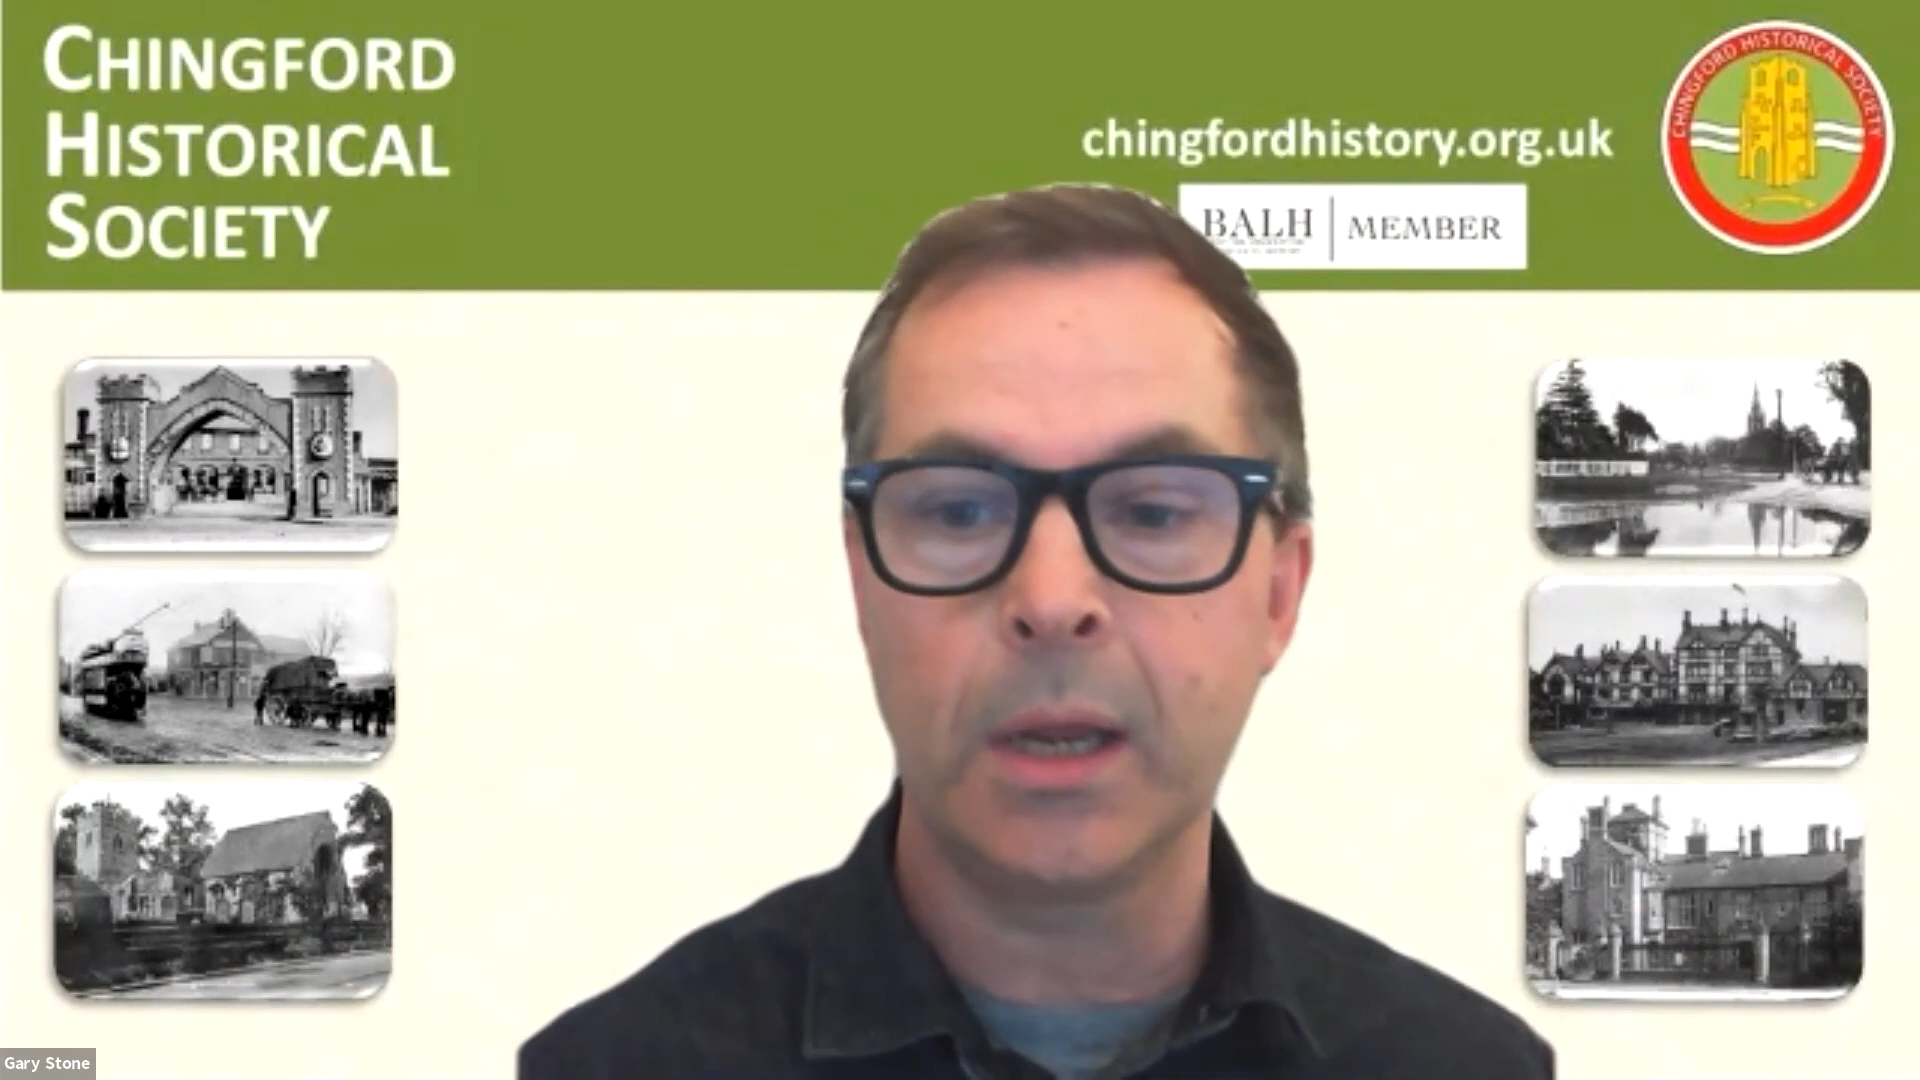 CHINGFORD
HISTORICAL
SOCIETY
chingfordhistory.org.uk
BALH | MEMBER
CHINGFORD HISTORICAL SOCIETY
Gary Stone